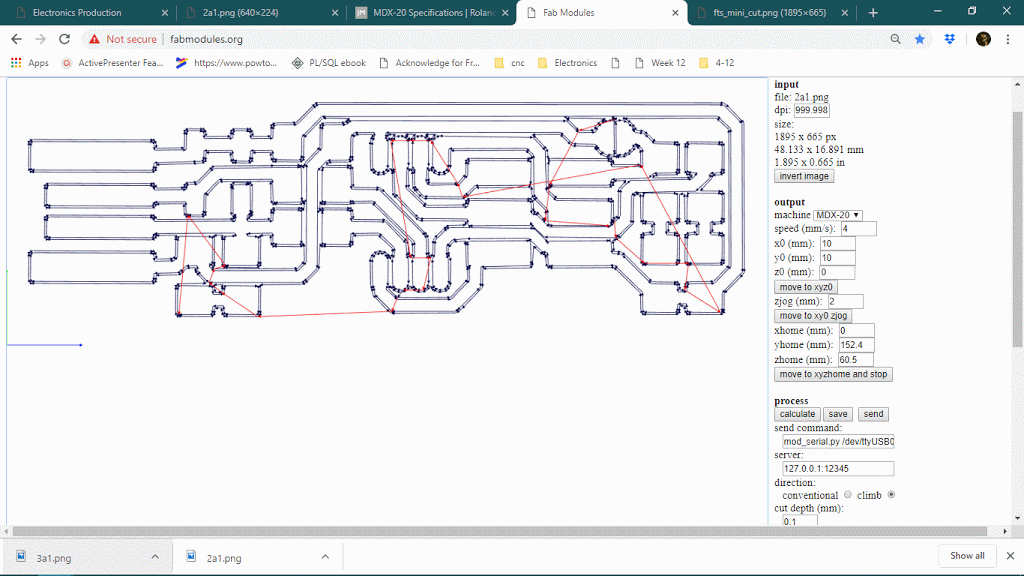 Electronics Production
2a1.png (640×224)
MDX-20 Specifications | Rolan
Fab Modules
fts_mini_cut.png (1895×665)
Not secure
fabmodules.org
Apps
ActivePresenter Fea...
https://www.powto...
PL/SQL ebook
Acknowledge for Fr...
cnc
Electronics
Week 12
4-12
input
file: 2a1.png
dpi: 999.998
size:
1895 x 665 px
48.133 x 16.891 mm
1.895 x 0.665 in
invert image
output
machine MDX-20
speed (mm/s): 4
x0 (mm): 10
y0 (mm): 10
z0 (mm): 0
move to xyz0
zjog (mm): 2
move to xy0 zjog
xhome (mm): 0
yhome (mm): 152.4
zhome (mm): 60.5
move to xyzhome and stop
process
calculate save send
send command:
mod_serial.py /dev/ttyUSB0
server:
127.0.0.1:12345
direction:
conventional climb
cut depth (mm):
0.1
3a1.png
2a1.png
Show all